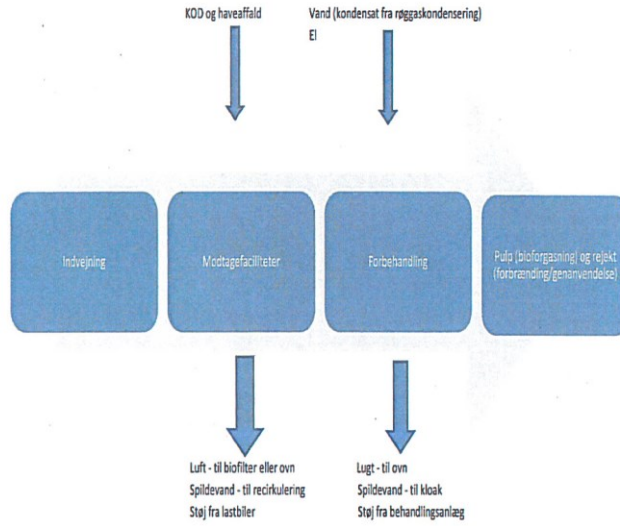 KOD og haveaffald
Vand (kondensat fra røggaskondensering)
El
Indvejning
Modtagefaciliteter
Forbehandling
Pulp (bioforgasning) og rejekt
(forbrænding/genanvendelse)
Luft - til biofilter eller ovn
Spildevand - til recirkulering
Støj fra lastbiler
Lugt - til ovn
Spildevand - til kloak
Støj fra behandlingsanlæg